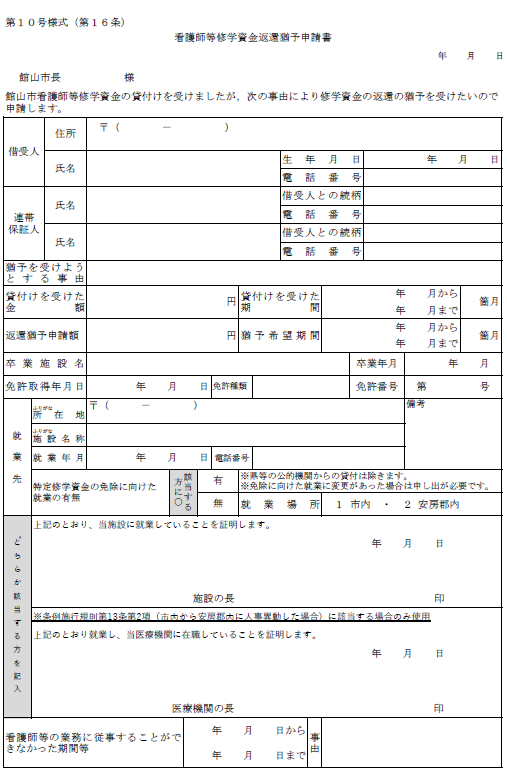 第１０号様式（第１６条）
看護師等修学資金返還猶予申請書
年　月　日
館山市長　　様
館山市看護師等修学資金の貸付けを受けましたが，次の事由により修学資金の返還の猶予を受けたいので
申請します。
借受人
住所
〒（　　－　　）
氏名
生年月日
年　月　日
電話番号
連帯
保証人
氏名
借受人との続柄
電話番号
氏名
借受人との続柄
電話番号
猶予を受けよう
とする事由
貸付けを受けた
金額
円
貸付けを受けた
期間
年　月から
年　月まで
箇月
返還猶予申請額
円
猶予希望期間
年　月から
年　月まで
箇月
卒業施設名
卒業年月
年　月
免許取得年月日
年　月　日
免許種類
免許番号
第　　号
就業先
ふりがな
所在地
〒（　　－　　）
備考
ふりがな
施設名称
就業年月
年　月　日
電話番号
特定修学資金の免除に向けた
就業の有無
該当する
方に○
有
※県等の公的機関からの貸付は除きます。
※免除に向けた就業に変更があった場合は申し出が必要です。
無
就業場所
１ 市内 ・ ２ 安房郡内
どちらか該当する方を記入
上記のとおり、当施設に就業していることを証明します。
年　月　日
施設の長　　印
※条例施行規則第13条第2項（市内から安房郡内に人事異動した場合）に該当する場合のみ使用
上記のとおり就業し、当医療機関に在職していることを証明します。
年　月　日
医療機関の長　　印
看護師等の業務に従事することがで
きなかった期間等
年　月　日から
年　月　日まで
事由